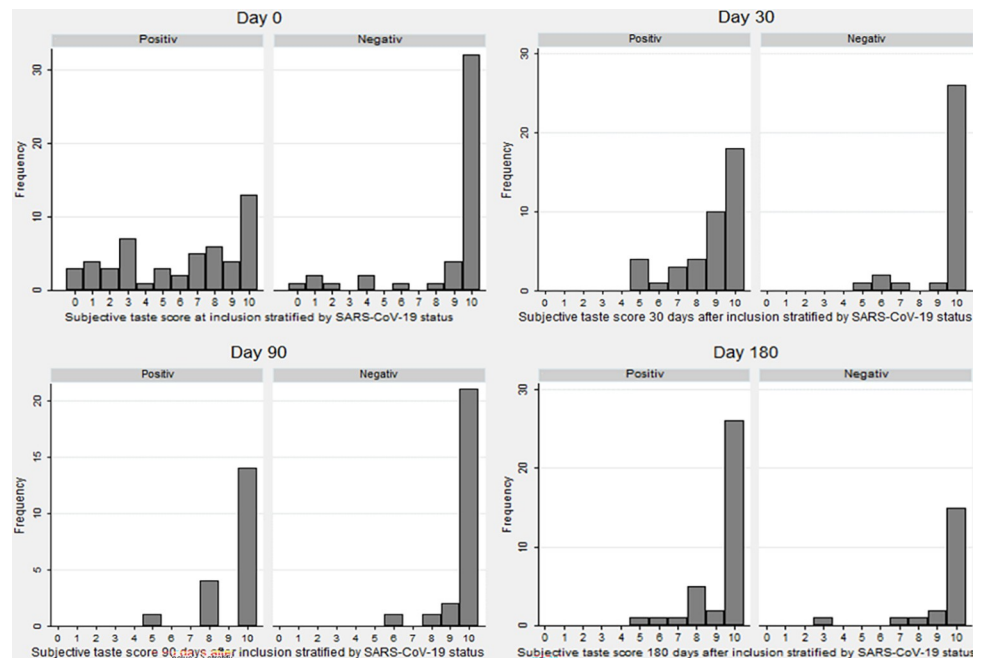 Day 0
Positiv
Negativ
Frequency
30
20
10
0
0 1 2 3 4 5 6 7 8 9 10
0 1 2 3 4 5 6 7 8 9 10
Subjective taste score at inclusion stratified by SARS-CoV-19 status
Day 30
Positiv
Negativ
Frequency
30
20
10
0
0 1 2 3 4 5 6 7 8 9 10
0 1 2 3 4 5 6 7 8 9 10
Subjective taste score 30 days after inclusion stratified by SARS-CoV-19 status
Day 90
Positiv
Negativ
Frequency
20
15
10
5
0
0 1 2 3 4 5 6 7 8 9 10
0 1 2 3 4 5 6 7 8 9 10
Subjective taste score 90 days after inclusion stratified by SARS-CoV-19 status
Day 180
Positiv
Negativ
Frequency
30
20
10
0
0 1 2 3 4 5 6 7 8 9 10
0 1 2 3 4 5 6 7 8 9 10
Subjective taste score 180 days after inclusion stratified by SARS-CoV-19 status